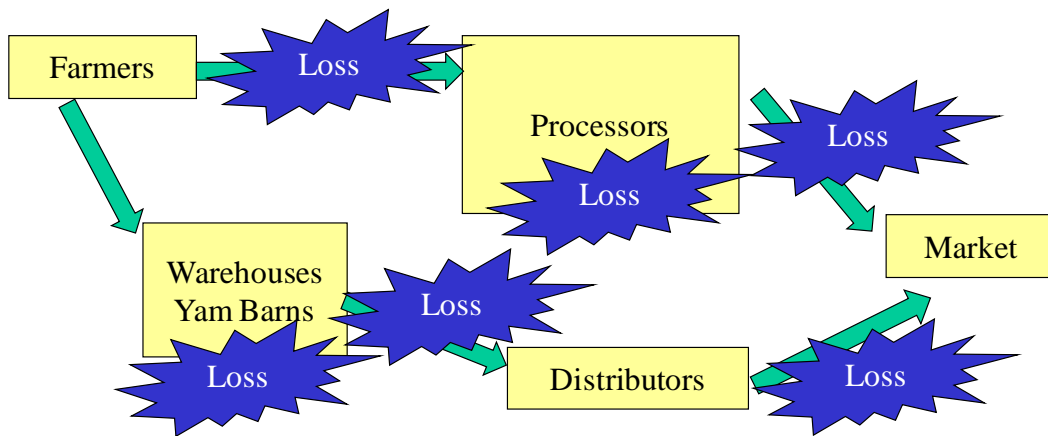 Farmers
Loss
Processors
Loss
Loss
Warehouses
Yam Barns
Loss
Market
Loss
Distributors
Loss